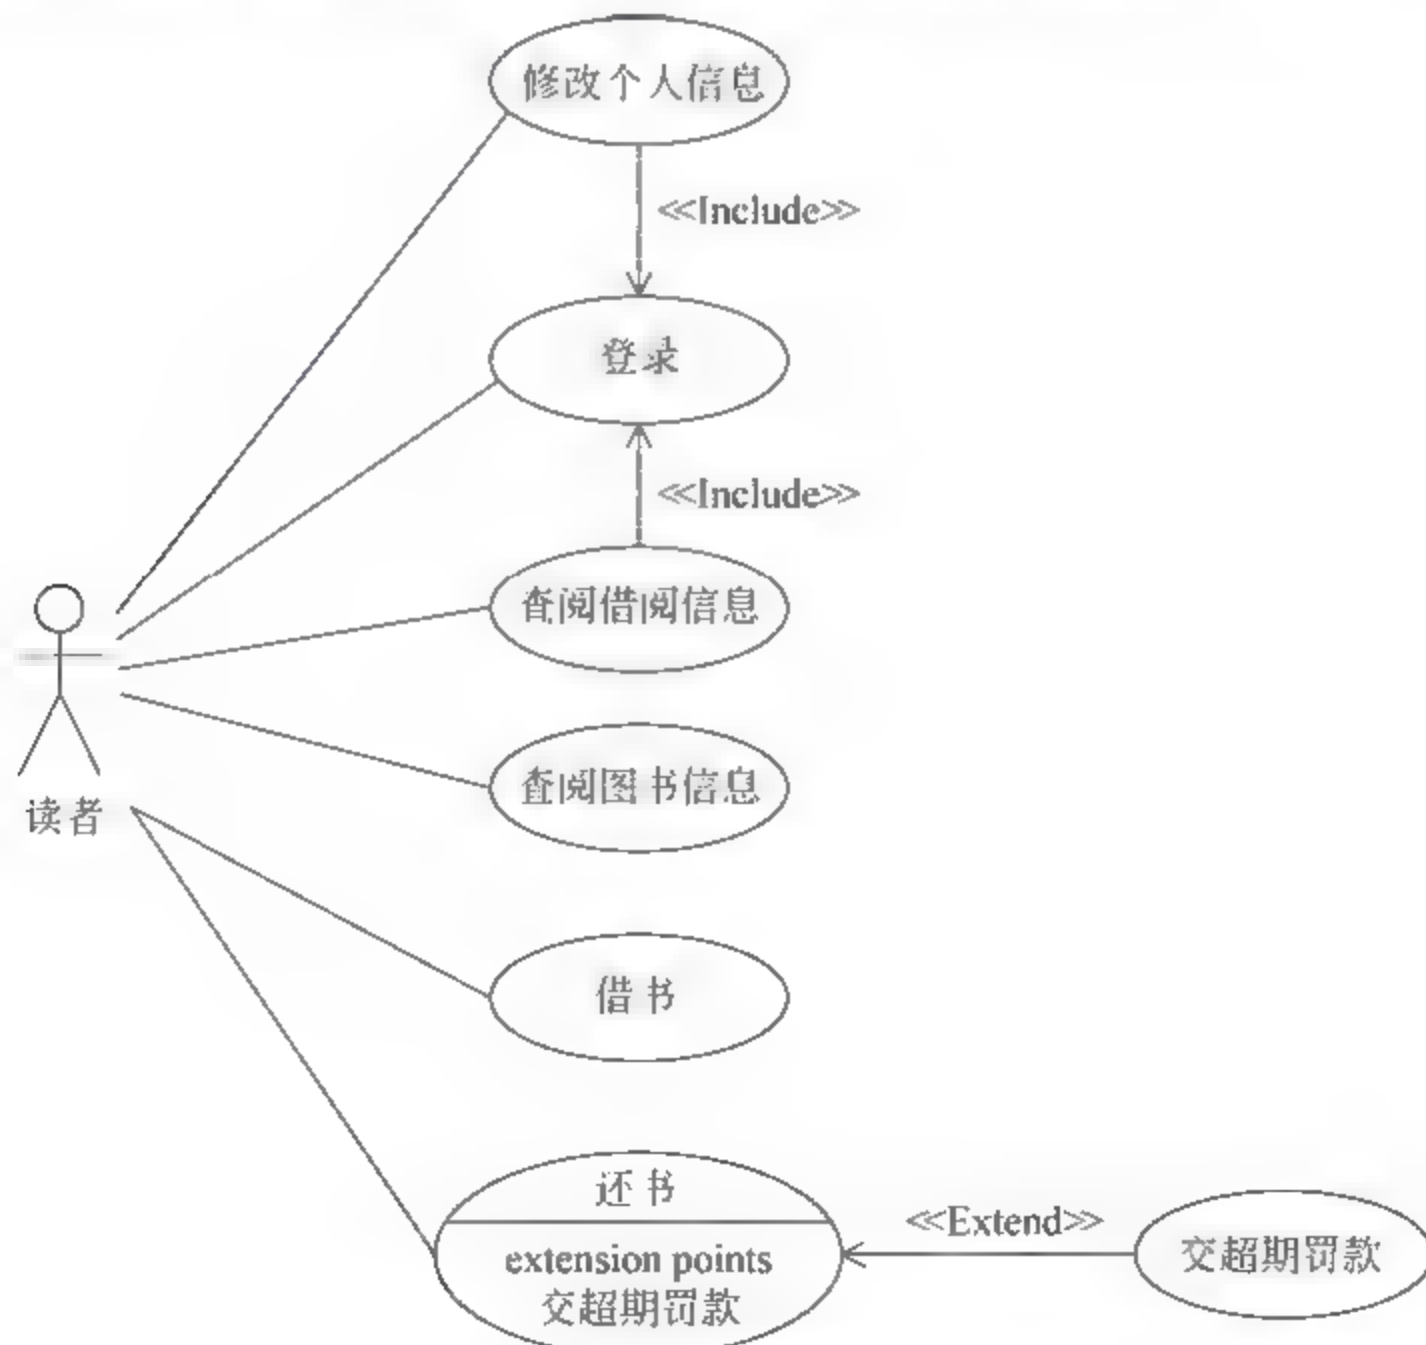 修改个人信息
<<Include>>
登录
<<Include>>
查阅借阅信息
查阅图书信息
读者
借书
还书
<<Extend>>
extension points
交超期罚款
交超期罚款